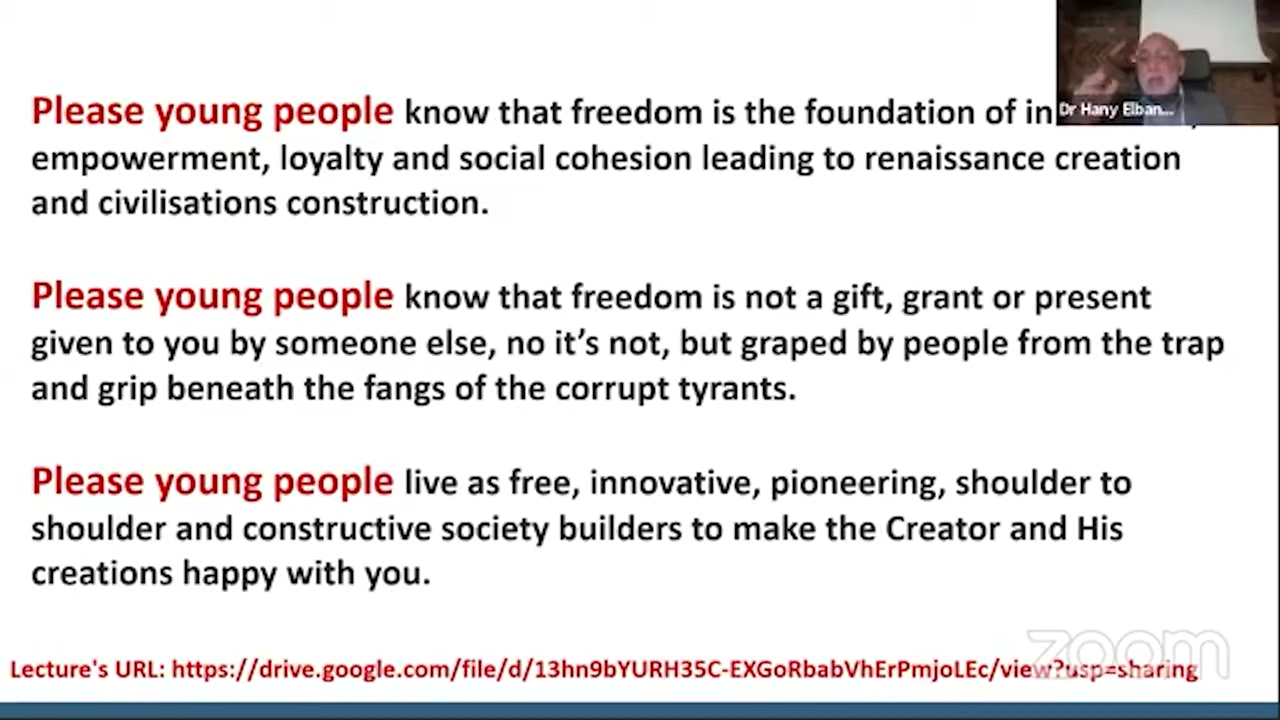 Dr Hany Elban...
Please young people know that freedom is the foundation of in
empowerment, loyalty and social cohesion leading to renaissance creation
and civilisations construction.
Please young people know that freedom is not a gift, grant or present
given to you by someone else, no it's not, but graped by people from the trap
and grip beneath the fangs of the corrupt tyrants.
Please young people live as free, innovative, pioneering, shoulder to
shoulder and constructive society builders to make the Creator and His
creations happy with you.
zoom
Lecture's URL: https://drive.google.com/file/d/13hn9bYURH35C-EXGoRbabVhErPmjoLEc/view?usp=sharing